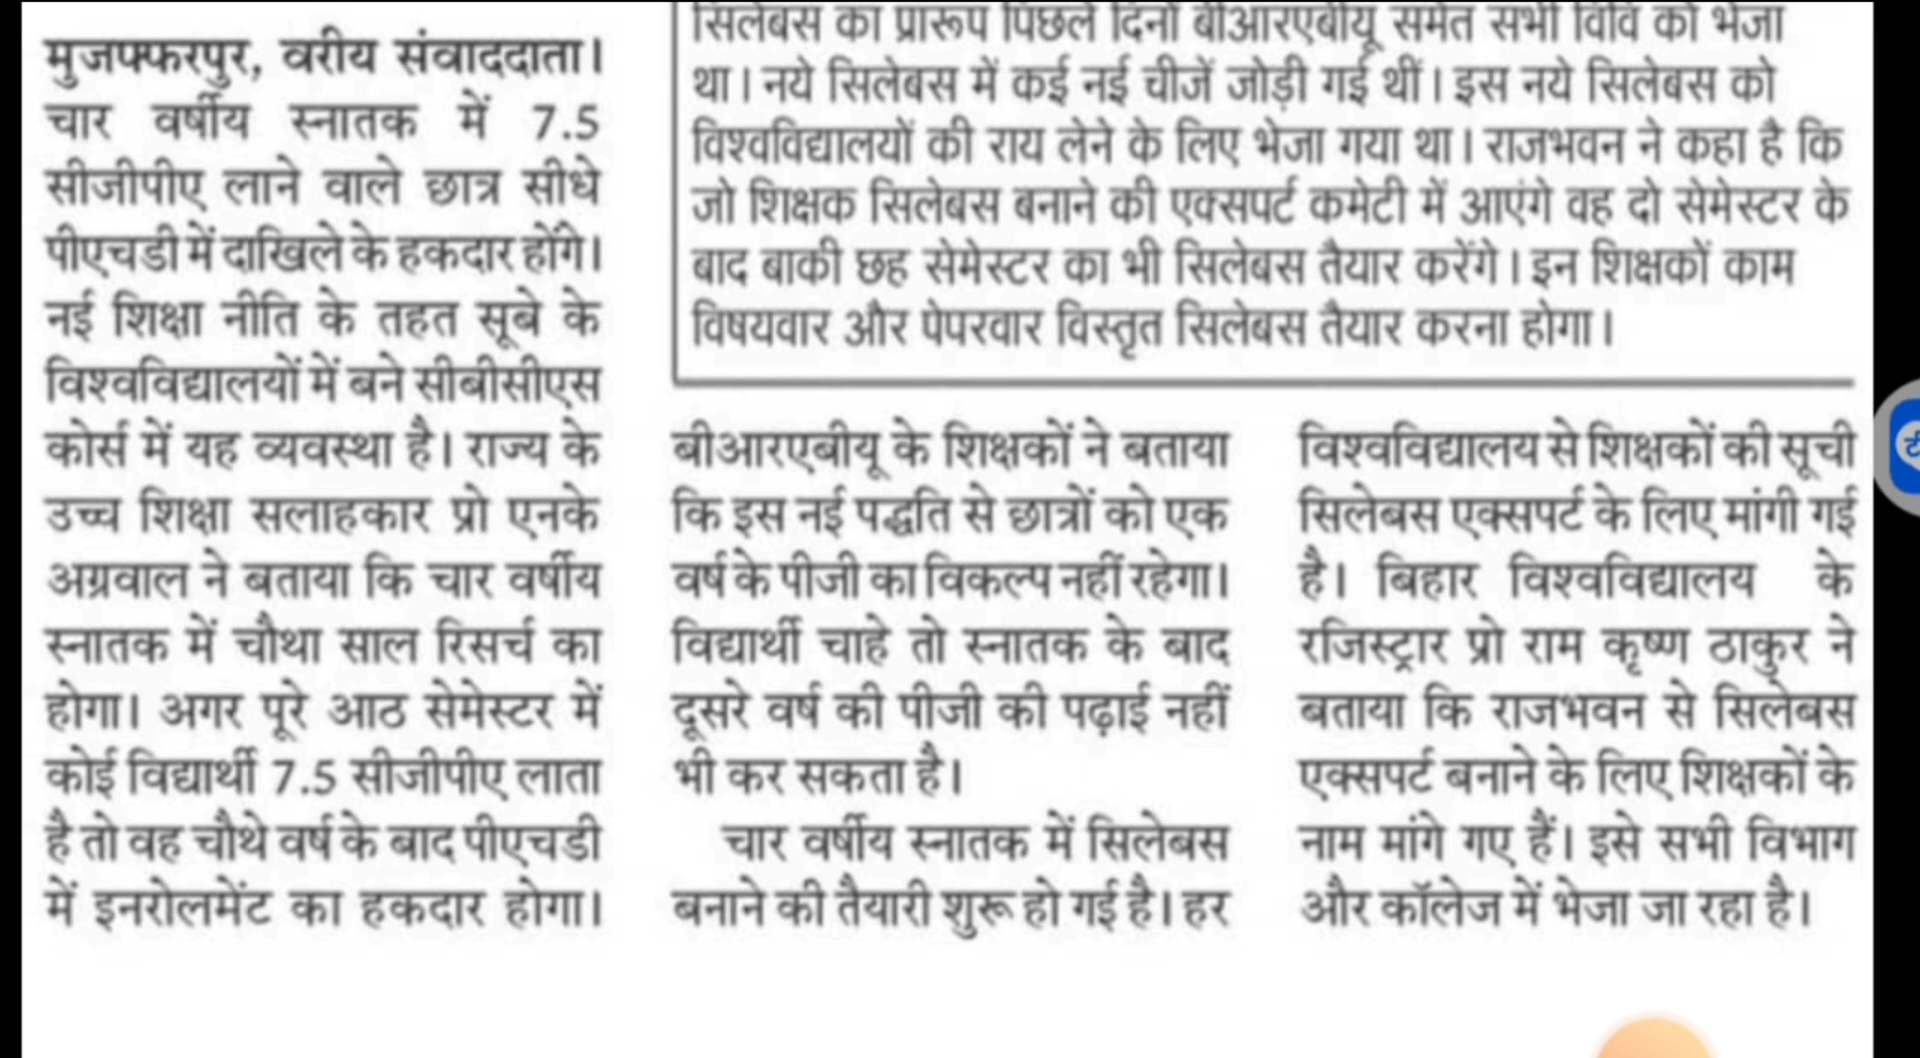 मुजफ्फरपुर, वरीय संवाददाता।
चार वर्षीय स्नातक में 7.5
सीजीपीए लाने वाले छात्र सीधे
पीएचडी में दाखिले के हकदार होंगे।
नई शिक्षा नीति के तहत सूबे के
विश्वविद्यालयों में बने सीबीसीएस
कोर्स में यह व्यवस्था है। राज्य के
उच्च शिक्षा सलाहकार प्रो एनके
अग्रवाल ने बताया कि चार वर्षीय
स्नातक में चौथा साल रिसर्च का
होगा। अगर पूरे आठ सेमेस्टर में
कोई विद्यार्थी 7.5 सीजीपीए लाता
है तो वह चौथे वर्ष के बाद पीएचडी
में इनरोलमेंट का हकदार होगा।
सिलेबस का प्रारूप पिछले दिनों बीआरएबीयू समेत सभी विवि को भेजा
था। नये सिलेबस में कई नई चीजें जोड़ी गई थीं। इस नये सिलेबस को
विश्वविद्यालयों की राय लेने के लिए भेजा गया था। राजभवन ने कहा है कि
जो शिक्षक सिलेबस बनाने की एक्सपर्ट कमेटी में आएंगे वह दो सेमेस्टर के
बाद बाकी छह सेमेस्टर का भी सिलेबस तैयार करेंगे। इन शिक्षकों काम
विषयवार और पेपरवार विस्तृत सिलेबस तैयार करना होगा।
बीआरएबीयू के शिक्षकों ने बताया
कि इस नई पद्धति से छात्रों को एक
वर्ष के पीजी का विकल्प नहीं रहेगा।
विद्यार्थी चाहे तो स्नातक के बाद
दूसरे वर्ष की पीजी की पढ़ाई नहीं
भी कर सकता है।
चार वर्षीय स्नातक में सिलेबस
बनाने की तैयारी शुरू हो गई है। हर
विश्वविद्यालय से शिक्षकों की सूची
सिलेबस एक्सपर्ट के लिए मांगी गई
है। बिहार विश्वविद्यालय के
रजिस्ट्रार प्रो राम कृष्ण ठाकुर ने
बताया कि राजभवन से सिलेबस
एक्सपर्ट बनाने के लिए शिक्षकों के
नाम मांगे गए हैं। इसे सभी विभाग
और कॉलेज में भेजा जा रहा है।